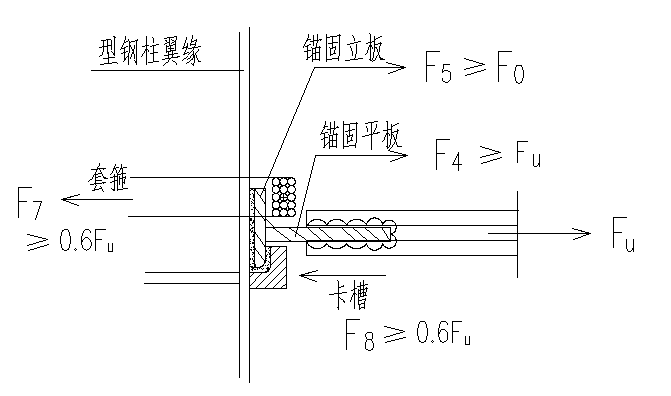 型钢柱翼缘
锚固立板
F5 ≥ F0
锚固平板
F4 ≥ Fu
套箍
F7
≥ 0.6Fu
Fu
卡槽
F8 ≥ 0.6Fu